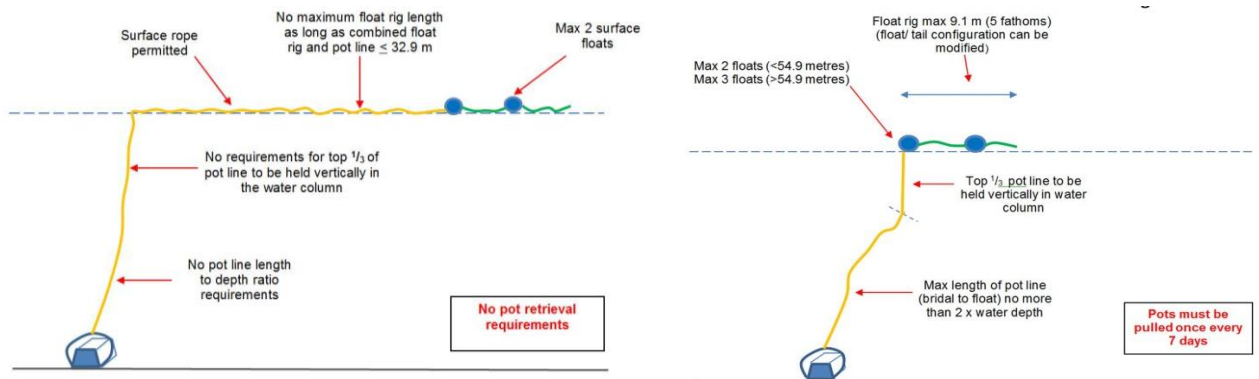 No maximum float rig length
as long as combined float
rig and pot line ≤ 32.9 m
Surface rope
permitted
Max 2 surface
floats
No requirements for top 1/3 of
pot line to be held vertically in
the water column
No pot line length
to depth ratio
requirements
No pot retrieval
requirements
Float rig max 9.1 m (5 fathoms)
(float/ tail configuration can be
modified)
Max 2 floats (<54.9 metres)
Max 3 floats (>54.9 metres)
Top 1/3 pot line to be
held vertically in water
column
Max length of pot line
(bridal to float) no more
than 2 x water depth
Pots must be
pulled once every
7 days